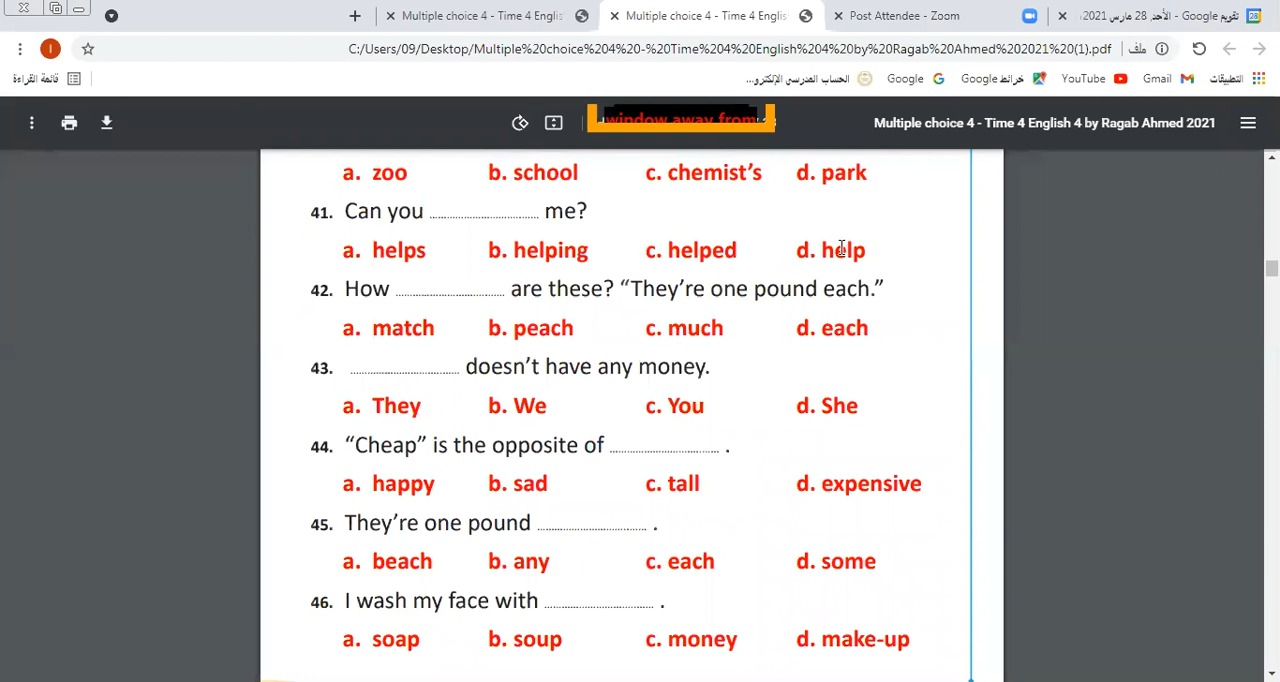 Multiple choice 4 - Time 4 Englis
Multiple choice 4 - Time 4 Englis
Post Attendee - Zoom
تقويم Google - الأحد، 28 مارس 2021
28
I
C:/Users/09/Desktop/Multiple%20choice%204%20-%20Time%204%20English%204%20by%20Ragab%20Ahmed%202021%20(1).pdf
ملف
قائمة القراءة
الحساب المدرسي الإلكترو...
Google
خرائط Google
YouTube
Gmail
التطبيقات
window away from
Multiple choice 4 - Time 4 English 4 by Ragab Ahmed 2021
a. zoo b. school c. chemist's d. park
41. Can you .................................... me?
a. helps b. helping c. helped d. help
42. How .................................... are these? “They’re one pound each.”
a. match b. peach c. much d. each
43. .................................... doesn’t have any money.
a. They b. We c. You d. She
44. “Cheap” is the opposite of .................................... .
a. happy b. sad c. tall d. expensive
45. They’re one pound .................................... .
a. beach b. any c. each d. some
46. I wash my face with .................................... .
a. soap b. soup c. money d. make-up